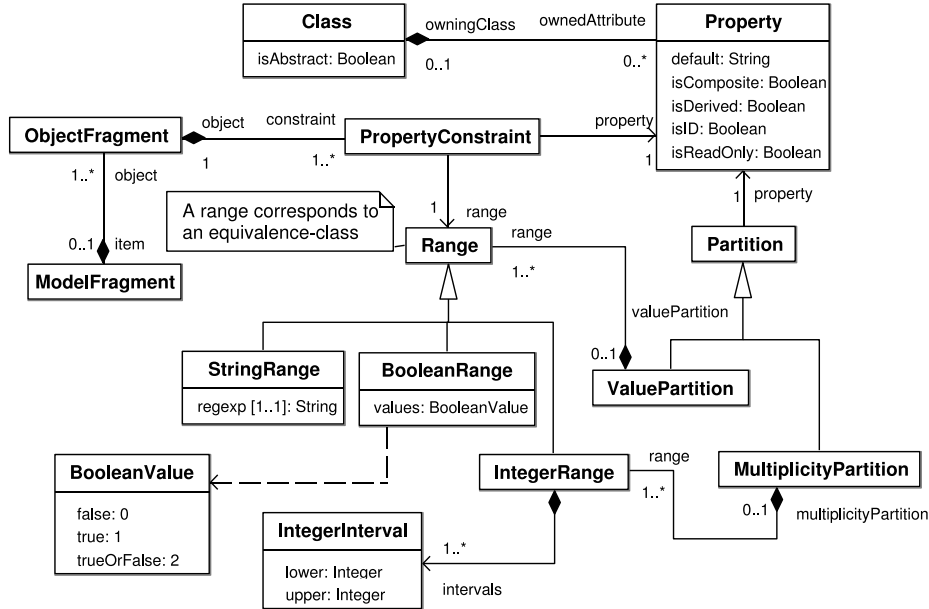 Class
isAbstract: Boolean
owningClass
0..1
ownedAttribute
0..*
Property
default: String
isComposite: Boolean
isDerived: Boolean
isID: Boolean
isReadOnly: Boolean
ObjectFragment
object
1
constraint
1..*
PropertyConstraint
property
1
1..*
object
A range corresponds to
an equivalence-class
1
range
1
property
0..1
item
ModelFragment
Range
range
1..*
Partition
valuePartition
0..1
StringRange
regexp [1..1]: String
BooleanRange
values: BooleanValue
ValuePartition
BooleanValue
false: 0
true: 1
trueOrFalse: 2
IntegerRange
range
1..*
MultiplicityPartition
0..1
multiplicityPartition
IntegerInterval
lower: Integer
upper: Integer
1..*
intervals